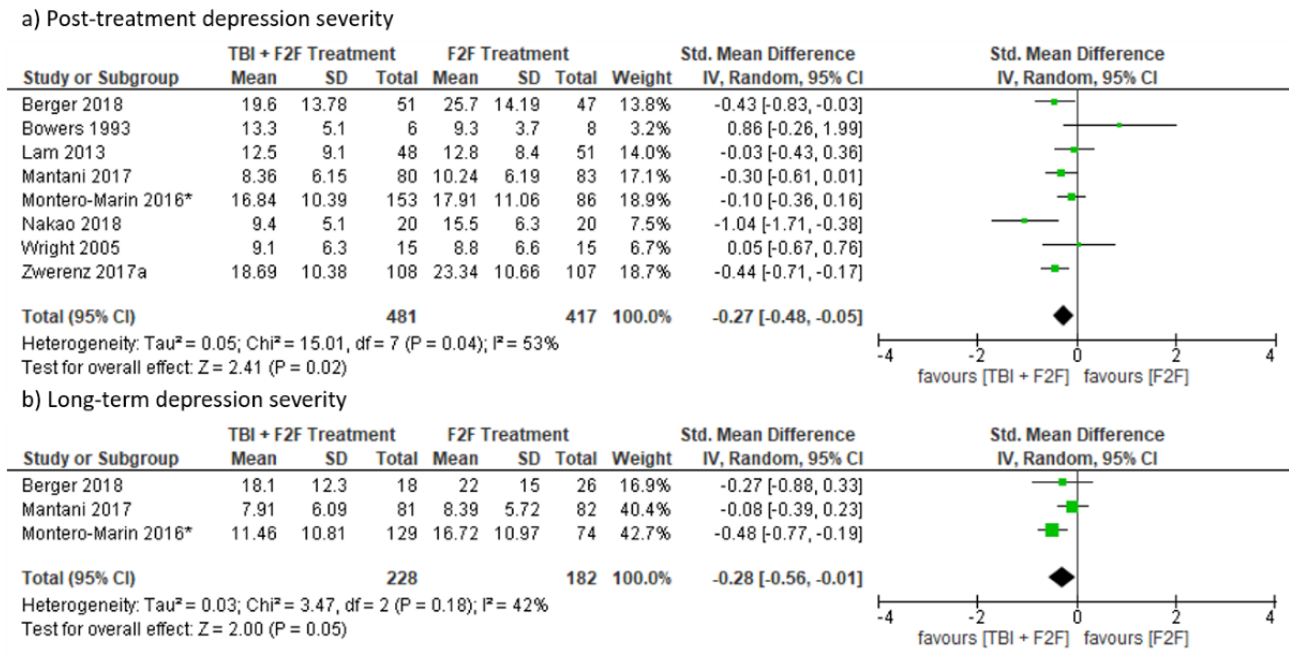 a) Post-treatment depression severity
TBI + F2F Treatment F2F Treatment Std. Mean Difference Std. Mean Difference
Study or Subgroup Mean SD Total Mean SD Total Weight IV, Random, 95% CI IV, Random, 95% CI
Berger 2018 19.6 13.78 51 25.7 14.19 47 13.8% -0.43 [-0.83, -0.03]
Bowers 1993 13.3 5.1 6 9.3 3.7 8 3.2% 0.86 [-0.26, 1.99]
Lam 2013 12.5 9.1 48 12.8 8.4 51 14.0% -0.03 [-0.43, 0.36]
Mantani 2017 8.36 6.15 80 10.24 6.19 83 17.1% -0.30 [-0.61, 0.01]
Montero-Marin 2016* 16.84 10.39 153 17.91 11.06 86 18.9% -0.10 [-0.36, 0.16]
Nakao 2018 9.4 5.1 20 15.5 6.3 20 7.5% -1.04 [-1.71, -0.38]
Wright 2005 9.1 6.3 15 8.8 6.6 15 6.7% 0.05 [-0.67, 0.76]
Zwerenz 2017a 18.69 10.38 108 23.34 10.66 107 18.7% -0.44 [-0.71, -0.17]
Total (95% CI) 481 417 100.0% -0.27 [-0.48, -0.05]
Heterogeneity: Tau² = 0.05; Chi² = 15.01, df = 7 (P = 0.04); I² = 53%
Test for overall effect: Z = 2.41 (P = 0.02)
-4 -2 0 2 4
favours [TBI + F2F] favours [F2F]
b) Long-term depression severity
TBI + F2F Treatment F2F Treatment Std. Mean Difference Std. Mean Difference
Study or Subgroup Mean SD Total Mean SD Total Weight IV, Random, 95% CI IV, Random, 95% CI
Berger 2018 18.1 12.3 18 22 15 26 16.9% -0.27 [-0.88, 0.33]
Mantani 2017 7.91 6.09 81 8.39 5.72 82 40.4% -0.08 [-0.39, 0.23]
Montero-Marin 2016* 11.46 10.81 129 16.72 10.97 74 42.7% -0.48 [-0.77, -0.19]
Total (95% CI) 228 182 100.0% -0.28 [-0.56, -0.01]
Heterogeneity: Tau² = 0.03; Chi² = 3.47, df = 2 (P = 0.18); I² = 42%
Test for overall effect: Z = 2.00 (P = 0.05)
-4 -2 0 2 4
favours [TBI + F2F] favours [F2F]